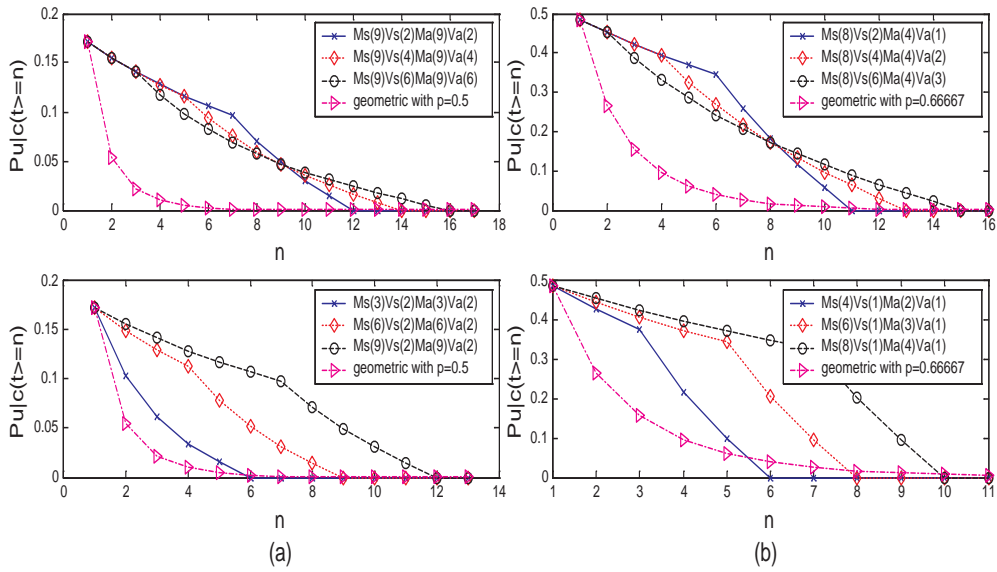 0.2
0.15
0.1
0.05
0
Pu|c(t>=n)
0 2 4 6 8 10 12 14 16 18
n
Ms(9)Vs(2)Ma(9)Va(2)
Ms(9)Vs(4)Ma(9)Va(4)
Ms(9)Vs(6)Ma(9)Va(6)
geometric with p=0.5
0.5
0.4
0.3
0.2
0.1
0
Pu|c(t>=n)
0 2 4 6 8 10 12 14 16
n
Ms(8)Vs(2)Ma(4)Va(1)
Ms(8)Vs(4)Ma(4)Va(2)
Ms(8)Vs(6)Ma(4)Va(3)
geometric with p=0.66667
0.2
0.15
0.1
0.05
0
Pu|c(t>=n)
0 2 4 6 8 10 12 14
n
Ms(3)Vs(2)Ma(3)Va(2)
Ms(6)Vs(2)Ma(6)Va(2)
Ms(9)Vs(2)Ma(9)Va(2)
geometric with p=0.5
(a)
0.5
0.4
0.3
0.2
0.1
0
Pu|c(t>=n)
1 2 3 4 5 6 7 8 9 10 11
n
Ms(4)Vs(1)Ma(2)Va(1)
Ms(6)Vs(1)Ma(3)Va(1)
Ms(8)Vs(1)Ma(4)Va(1)
geometric with p=0.66667
(b)